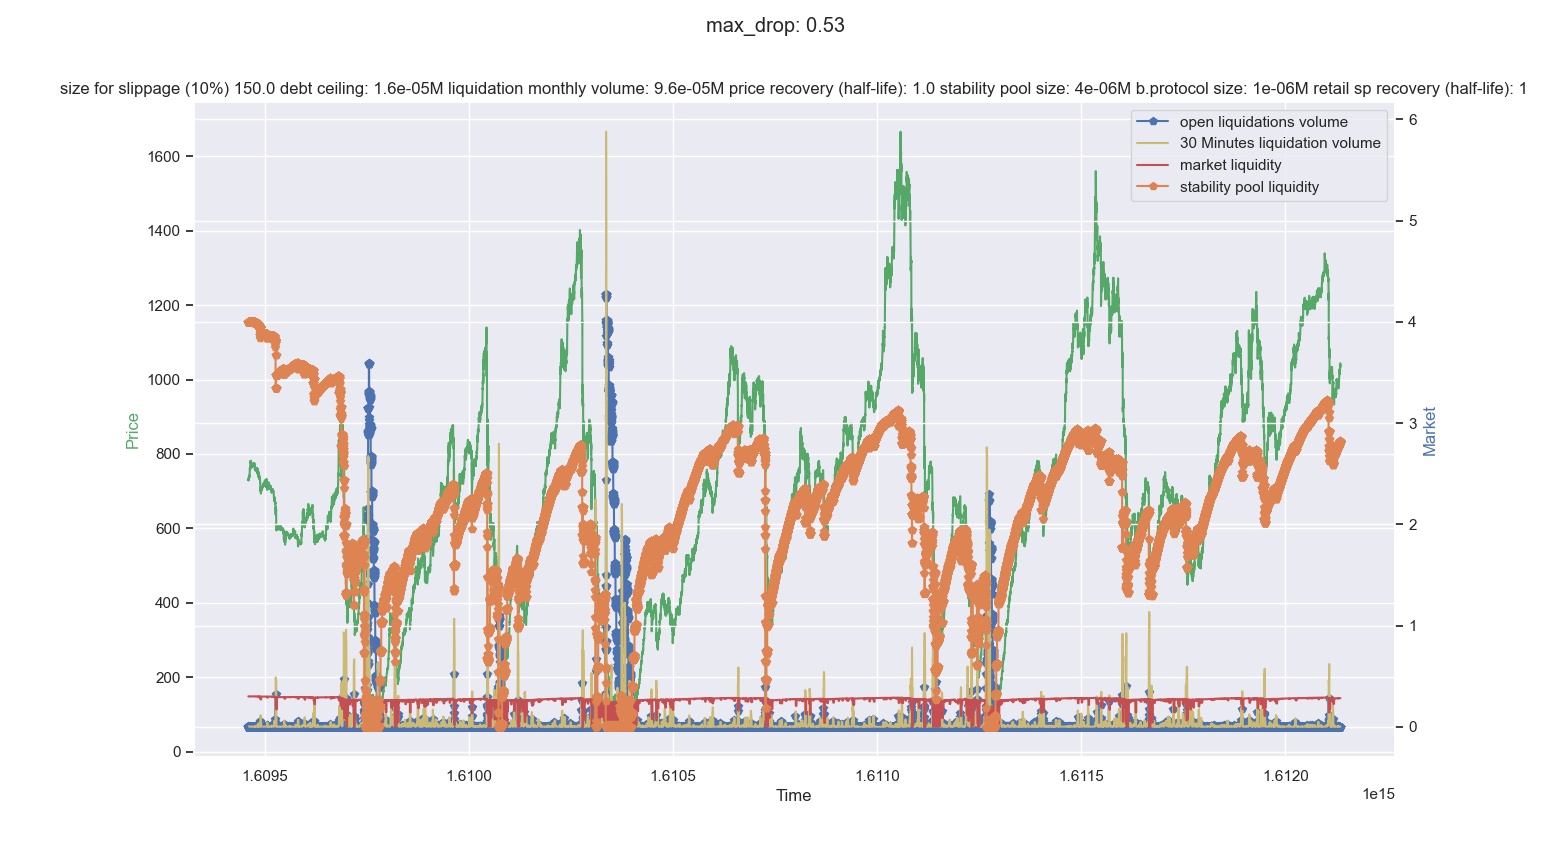 max_drop: 0.53
size for slippage (10%) 150.0 debt ceiling: 1.6e-05M liquidation monthly volume: 9.6e-05M price recovery (half-life): 1.0 stability pool size: 4e-06M b.protocol size: 1e-06M retail sp recovery (half-life): 1
open liquidations volume
30 Minutes liquidation volume
market liquidity
stability pool liquidity
Price
1600
1400
1200
1000
800
600
400
200
0
6
5
4
3
2
1
0
Market
1.6095
1.6100
1.6105
1.6110
1.6115
1.6120
Time
1e15